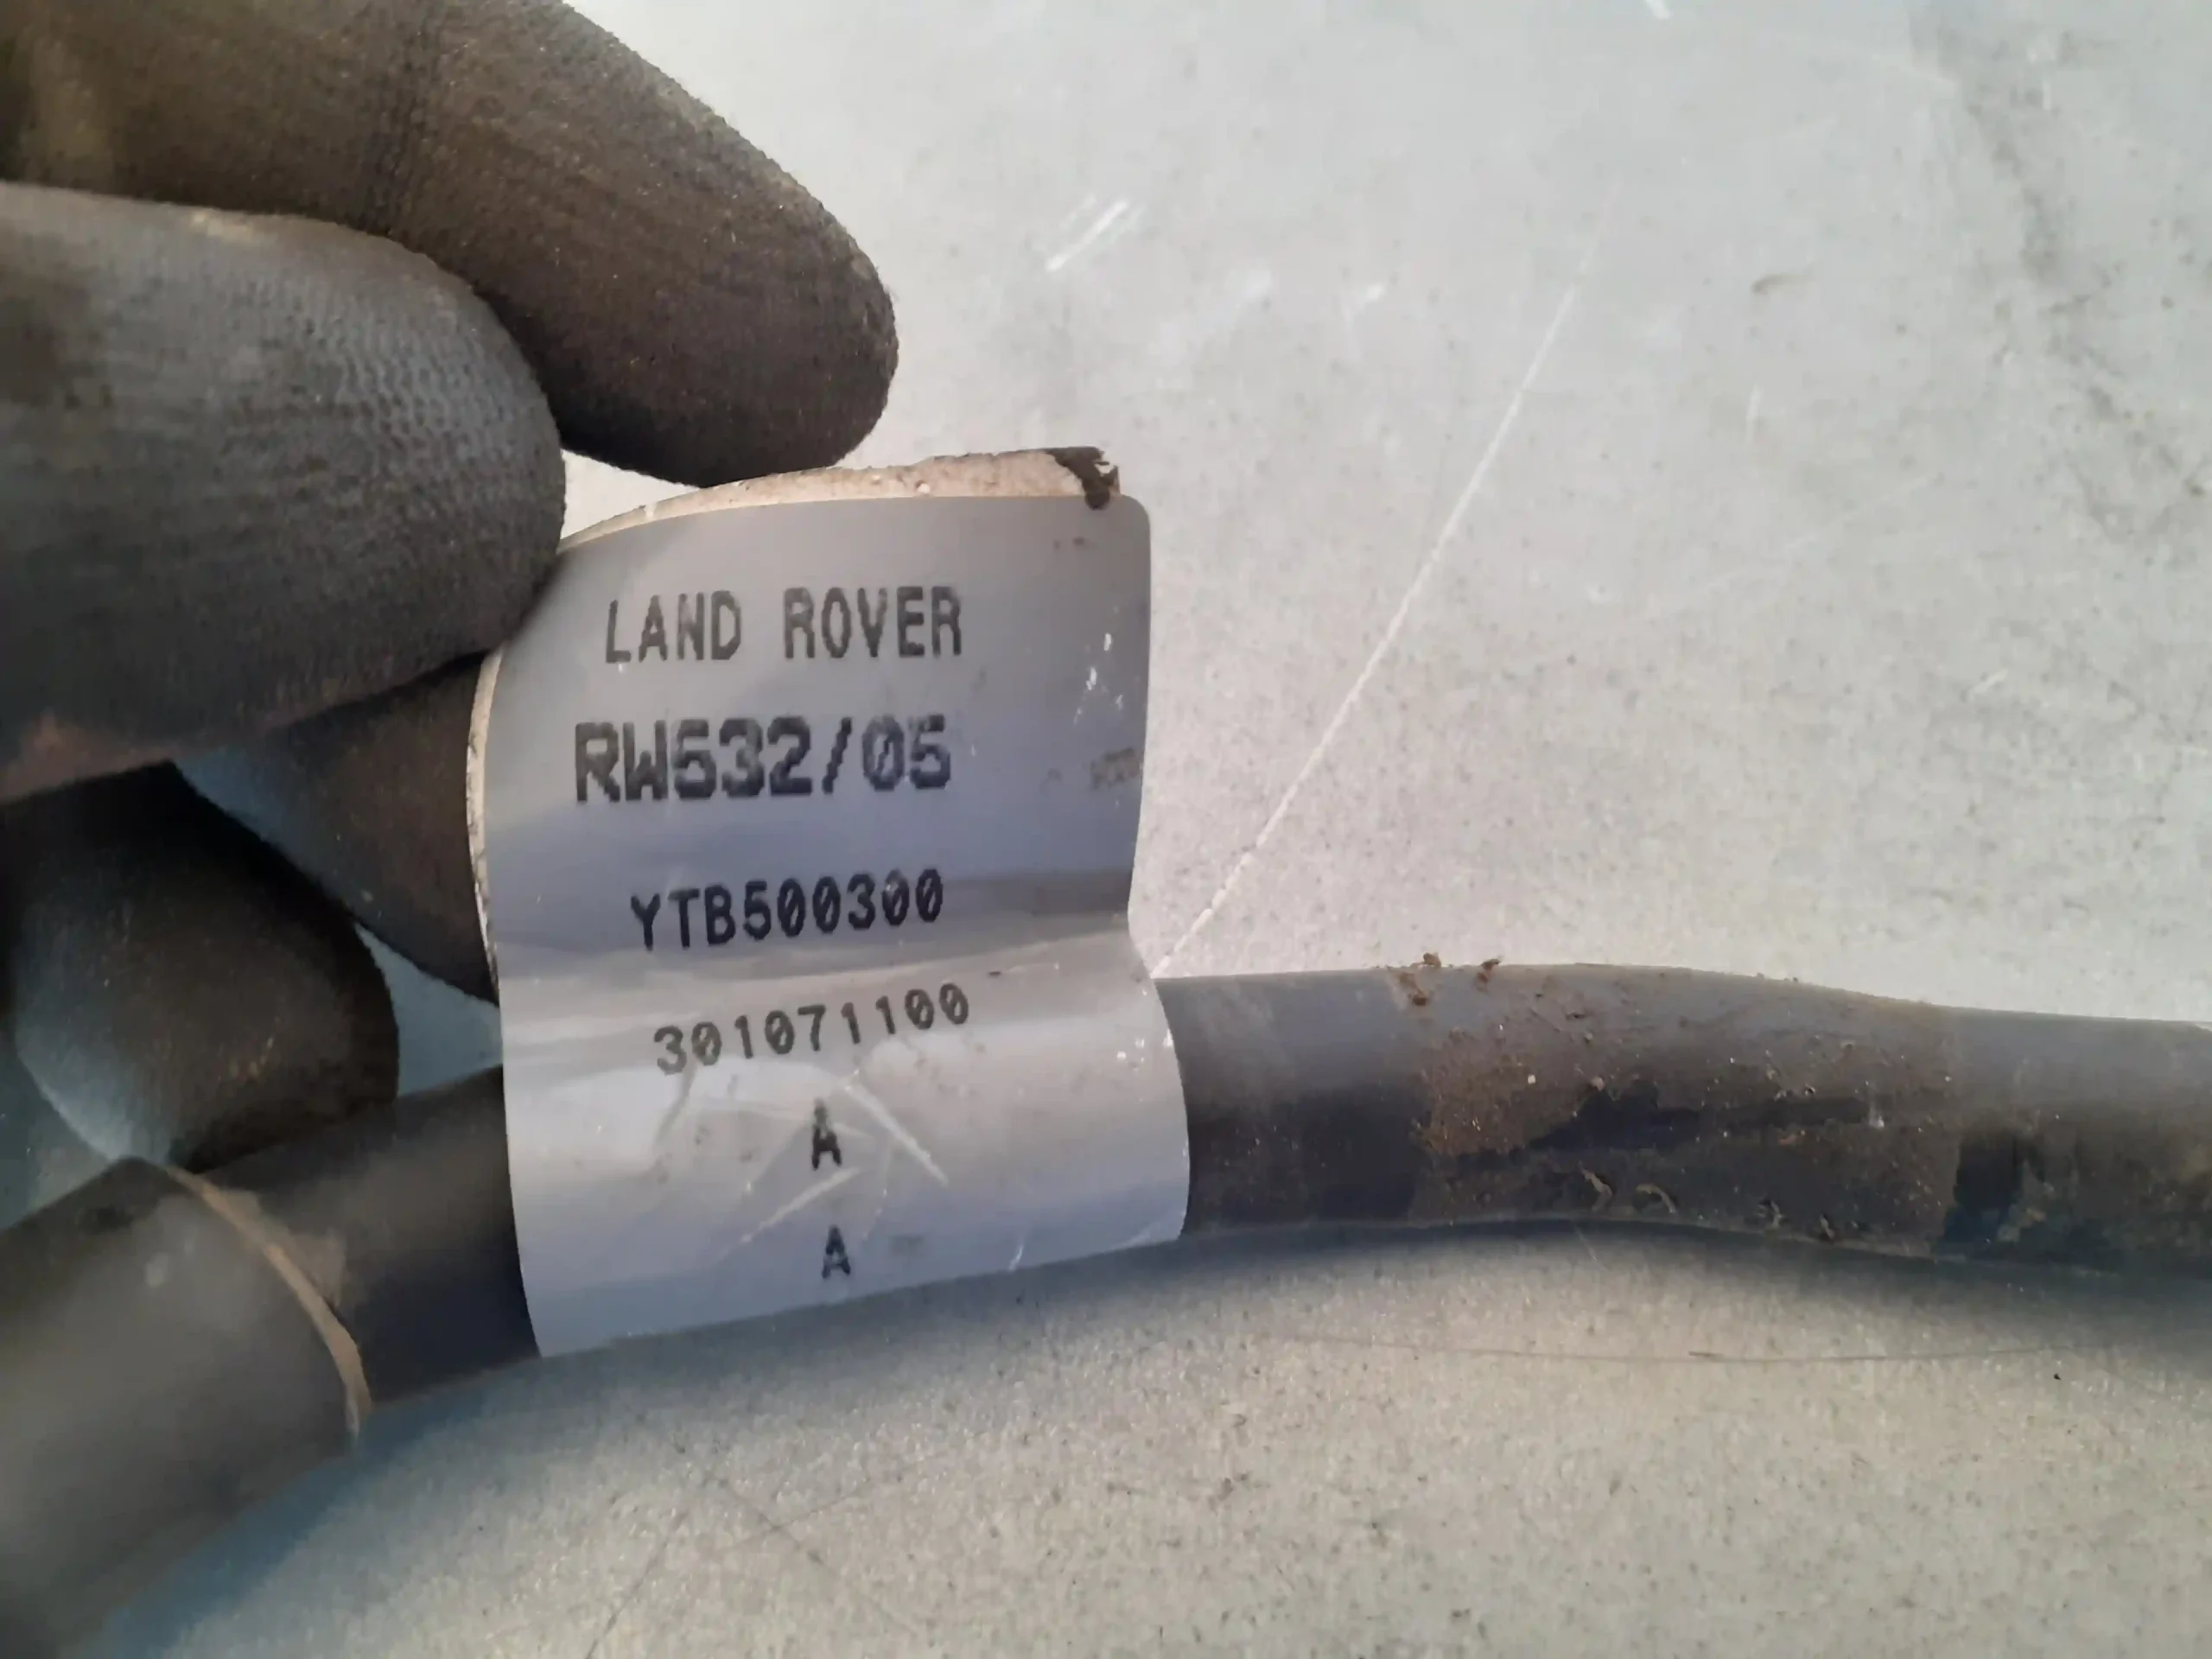 LAND ROVER
RW532/05
YTB500300
301071100
A
A